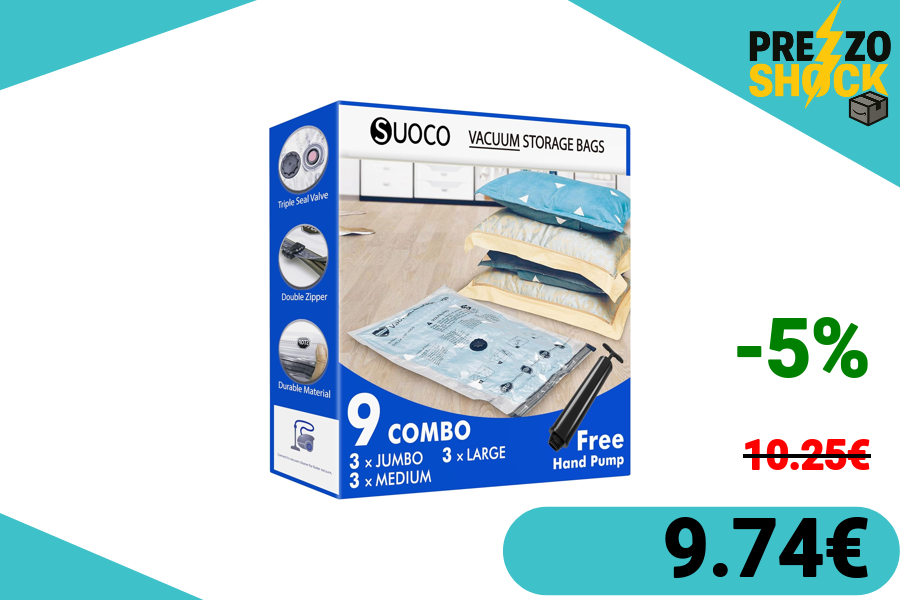 PREZZO
SHOCK
SUOCO VACUUM STORAGE BAGS
Triple Seal Valve
Double Zipper
Durable Material
9 COMBO
3 x JUMBO 3 x LARGE
3 x MEDIUM
Free
Hand Pump
-5%
10.25€
9.74€